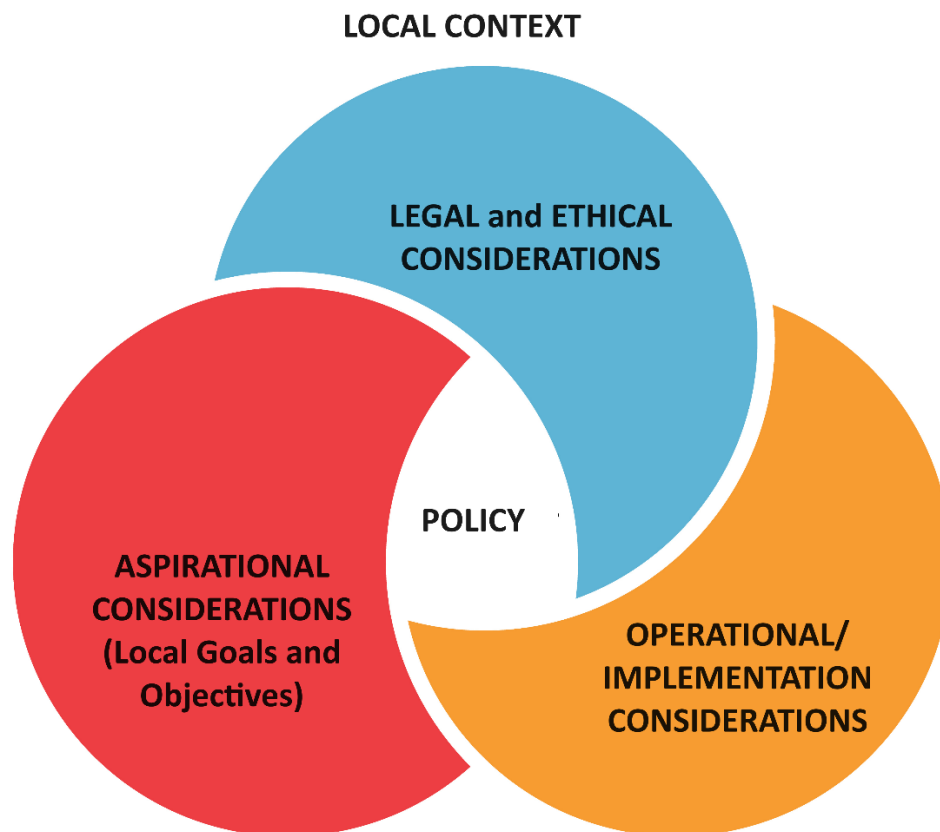 LOCAL CONTEXT
LEGAL and ETHICAL
CONSIDERATIONS
POLICY
ASPIRATIONAL
CONSIDERATIONS
(Local Goals and
Objectives)
OPERATIONAL/
IMPLEMENTATION
CONSIDERATIONS